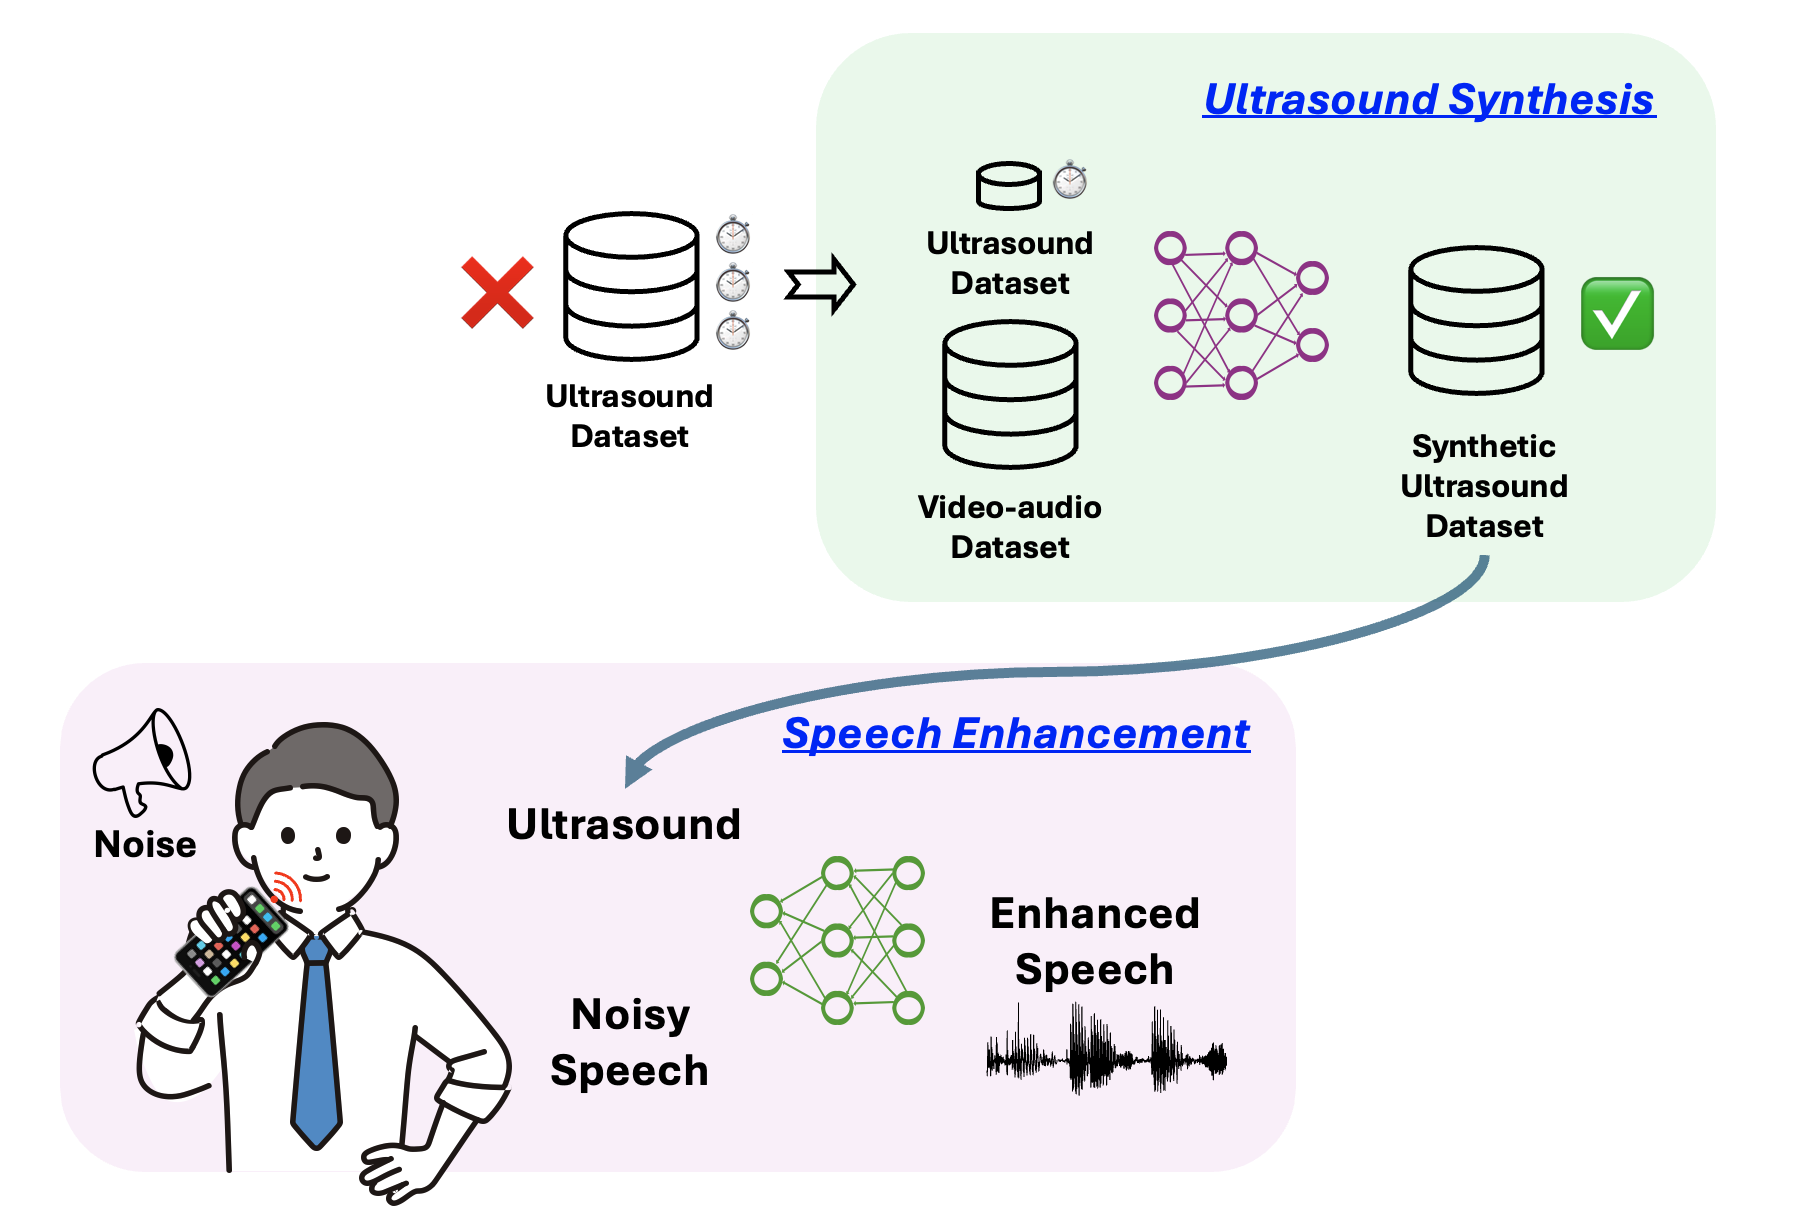 Ultrasound Synthesis
Ultrasound
Dataset
Ultrasound
Dataset
Video-audio
Dataset
Synthetic
Ultrasound
Dataset
Speech Enhancement
Noise
Ultrasound
Noisy
Speech
Enhanced
Speech